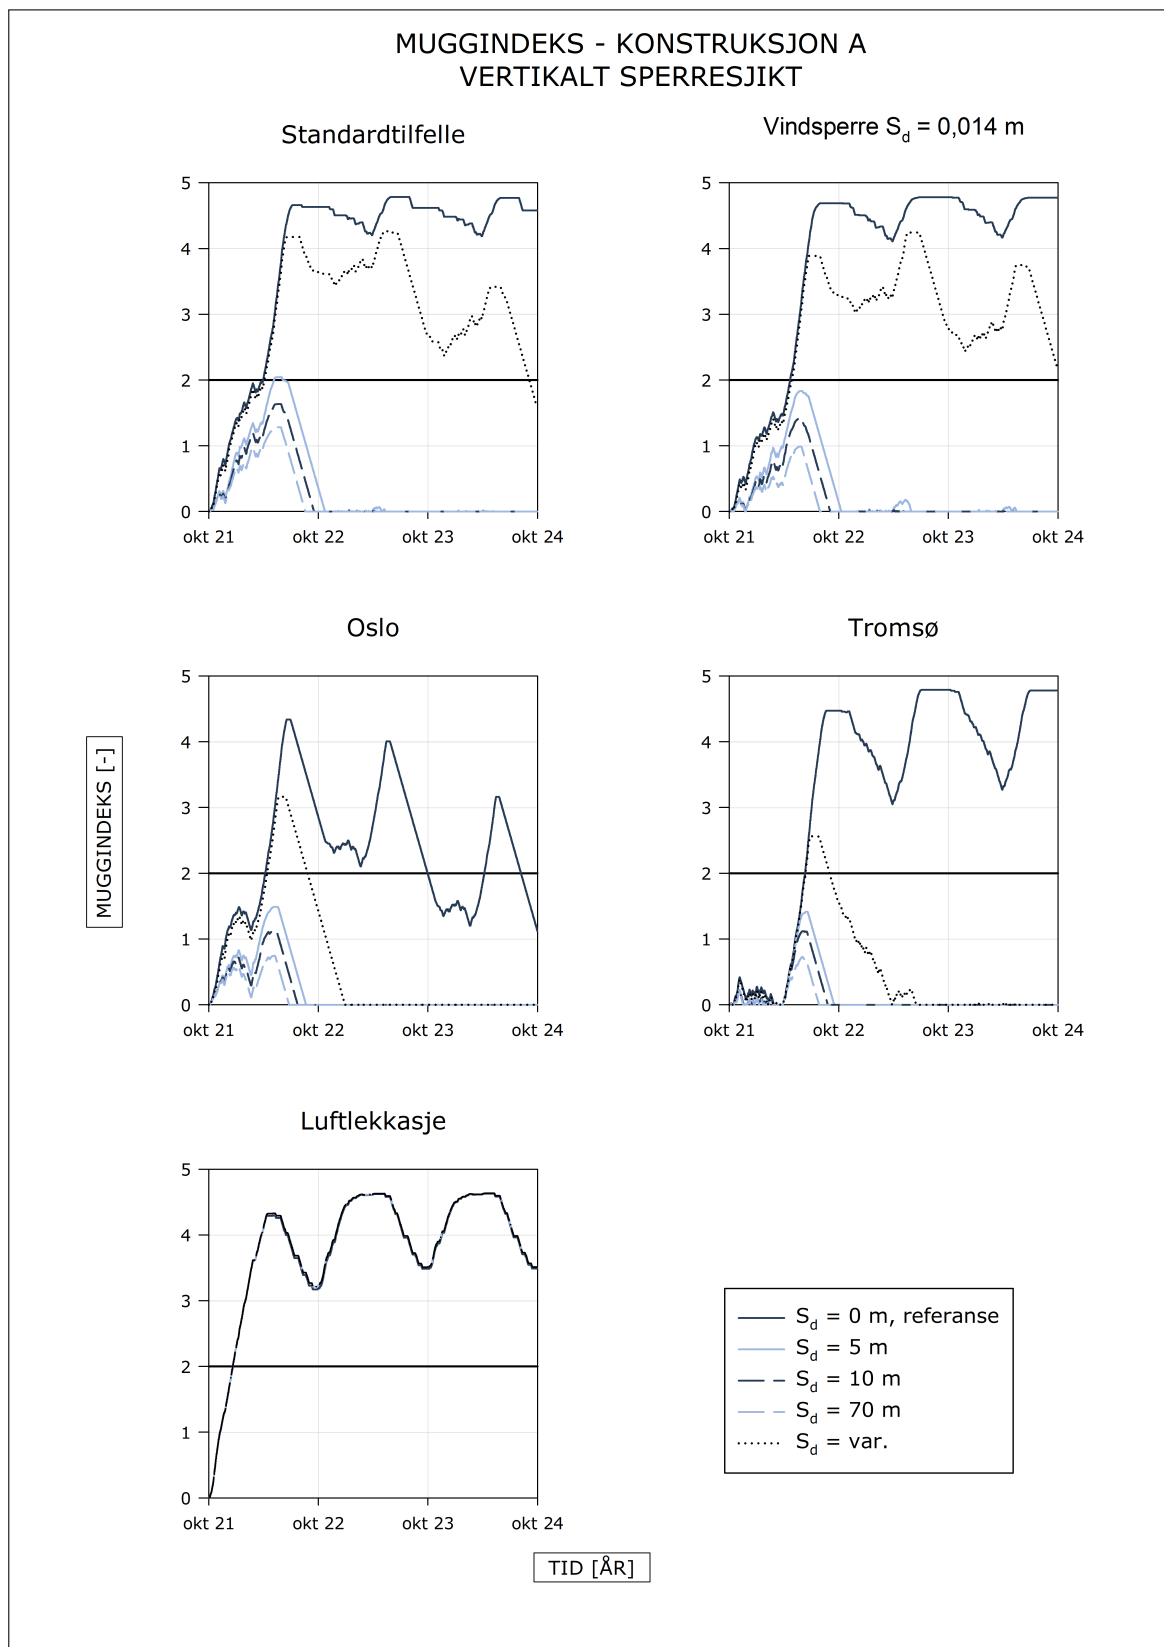 MUGGINDEKS - KONSTRUKSJON A
VERTIKALT SPERRESJIKT
Standardtilfelle
5
4
3
2
1
0
okt 21 okt 22 okt 23 okt 24
Vindsperre Sd = 0,014 m
5
4
3
2
1
0
okt 21 okt 22 okt 23 okt 24
MUGGINDEKS [-]
Oslo
5
4
3
2
1
0
okt 21 okt 22 okt 23 okt 24
Tromsø
5
4
3
2
1
0
okt 21 okt 22 okt 23 okt 24
Luftlekkasje
5
4
3
2
1
0
okt 21 okt 22 okt 23 okt 24
Sd = 0 m, referanse
Sd = 5 m
Sd = 10 m
Sd = 70 m
Sd = var.
TID [ÅR]